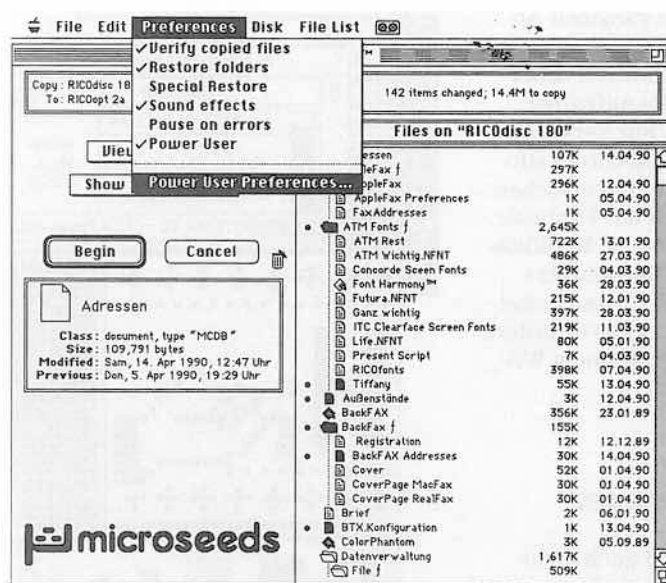 File Edit Preferences Disk File List
✓Verify copied files
✓Restore folders
Special Restore
✓Sound effects
Pause on errors
✓Power User
Power User Preferences...
Copy: RICOdisc 18
To: RICOopt 2a
142 items changed; 14.4M to copy
Files on "RICOdisc 180"
Show
Begin
Cancel
Adressen
Class: document, type "MCDB"
Size: 109,791 bytes
Modified: Sam, 14. Apr 1990, 12:47 Uhr
Previous: Don, 5. Apr 1990, 19:29 Uhr
microseeds
essen 107K 14.04.90
leFax ƒ 297K
ppleFax 296K 12.04.90
AppleFax Preferences 1K 05.04.90
FaxAddresses 1K 05.04.90
ATM Fonts ƒ 2,645K
ATM Rest 722K 13.01.90
ATM Wichtig.NFNT 486K 27.03.90
Concorde Sceen Fonts 29K 04.03.90
Font Harmony™ 36K 28.03.90
Futura.NFNT 215K 12.01.90
Ganz wichtig 397K 28.03.90
ITC.Clearface Screen Fonts 219K 11.03.90
Life.NFNT 80K 05.01.90
Present Script 7K 04.03.90
RICOfonts 398K 07.04.90
Tiffany 55K 13.04.90
Außenstände 3K 12.04.90
BackFAX 356K 23.01.89
BackFax ƒ 155K
Registration 12K 12.12.89
BackFAX Addresses 30K 14.04.90
Cover 52K 01.04.90
CoverPage MacFax 30K 01.04.90
CoverPage RealFax 30K 01.04.90
Brief 2K 06.01.90
BTX.Konfiguration 1K 13.04.90
ColorPhantom 3K 05.09.89
Datenverwaltung 1,617K
File ƒ 509K